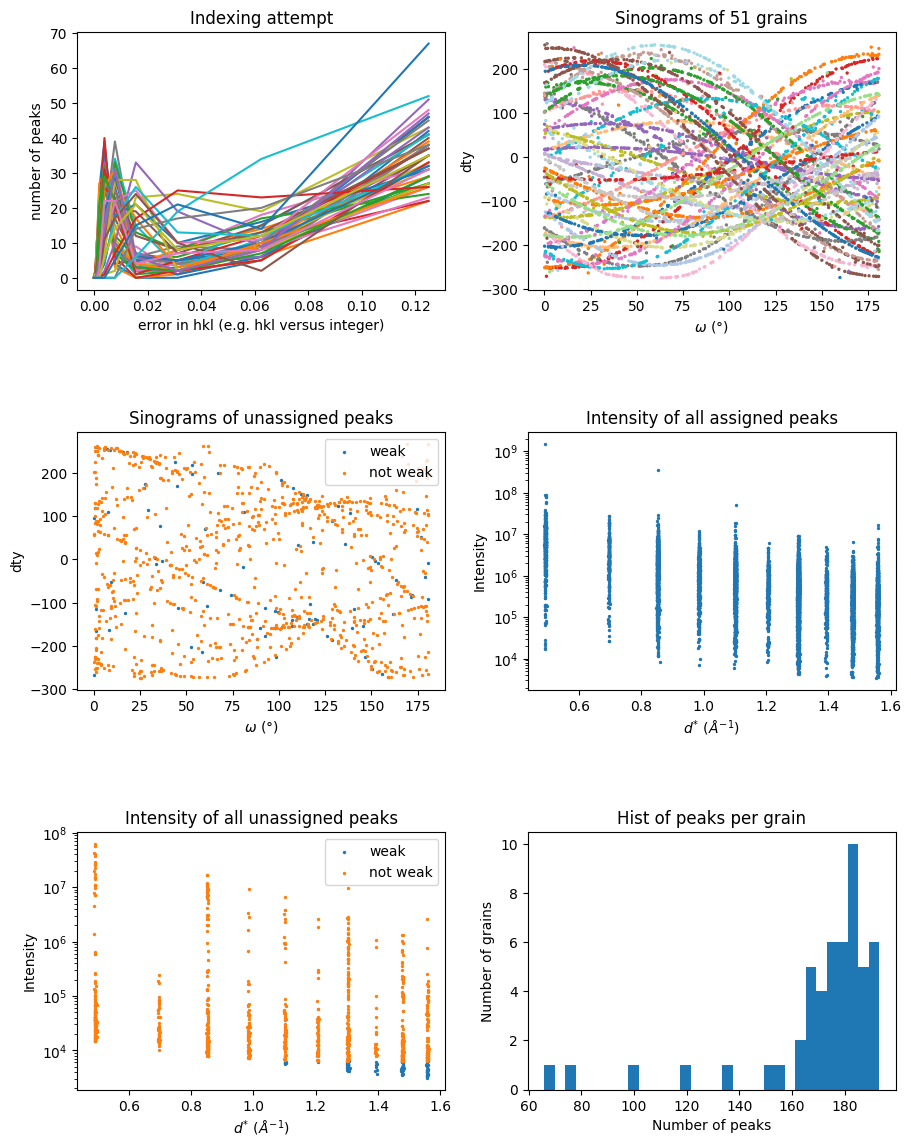 Indexing attempt
number of peaks
70
60
50
40
30
20
10
0
0.00 0.02 0.04 0.06 0.08 0.10 0.12
error in hkl (e.g. hkl versus integer)
Sinograms of 51 grains
dty
200
100
0
−100
−200
−300
0 25 50 75 100 125 150 175
ω (°)
Sinograms of unassigned peaks
weak
not weak
dty
200
100
0
−100
−200
−300
0 25 50 75 100 125 150 175
ω (°)
Intensity of all assigned peaks
Intensity
10⁹
10⁸
10⁷
10⁶
10⁵
10⁴
0.6 0.8 1.0 1.2 1.4 1.6
d* (Å⁻¹)
Intensity of all unassigned peaks
weak
not weak
Intensity
10⁸
10⁷
10⁶
10⁵
10⁴
0.6 0.8 1.0 1.2 1.4 1.6
d* (Å⁻¹)
Hist of peaks per grain
Number of grains
10
8
6
4
2
0
60 80 100 120 140 160 180
Number of peaks